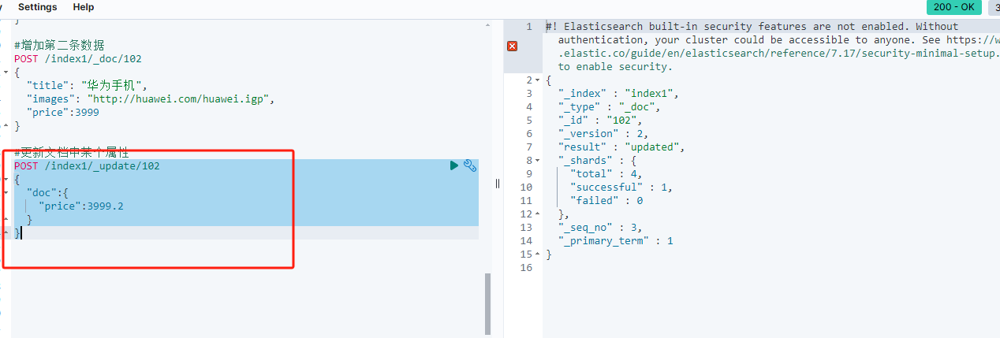 Settings Help 200 - OK
}
#增加第二条数据
POST /index1/_doc/102
{
"title": "华为手机",
"images": "http://huawei.com/huawei.igp",
"price":3999
}
#更新文档中某个属性
POST /index1/_update/102
{
"doc":{
"price":3999.2
}
}
1 #! Elasticsearch built-in security features are not enabled. Without
authentication, your cluster could be accessible to anyone. See https://w
.elastic.co/guide/en/elasticsearch/reference/7.17/security-minimal-setup.
to enable security.
2 {
3 "_index" : "index1",
4 "_type" : "_doc",
5 "_id" : "102",
6 "_version" : 2,
7 "result" : "updated",
8 "_shards" : {
9 "total" : 4,
10 "successful" : 1,
11 "failed" : 0
12 },
13 "_seq_no" : 3,
14 "_primary_term" : 1
15 }
16